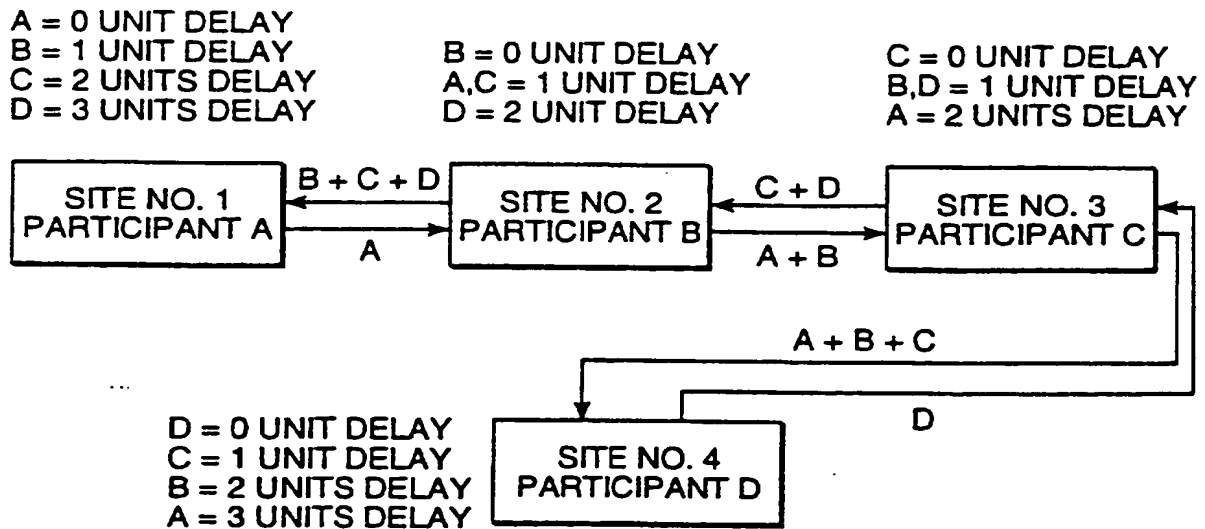 A = 0 UNIT DELAY
B = 1 UNIT DELAY
C = 2 UNITS DELAY
D = 3 UNITS DELAY
B = 0 UNIT DELAY
A,C = 1 UNIT DELAY
D = 2 UNIT DELAY
C = 0 UNIT DELAY
B,D = 1 UNIT DELAY
A = 2 UNITS DELAY
SITE NO. 1
PARTICIPANT A
B + C + D
A
SITE NO. 2
PARTICIPANT B
C + D
A + B
SITE NO. 3
PARTICIPANT C
A + B + C
D
D = 0 UNIT DELAY
C = 1 UNIT DELAY
B = 2 UNITS DELAY
A = 3 UNITS DELAY
SITE NO. 4
PARTICIPANT D